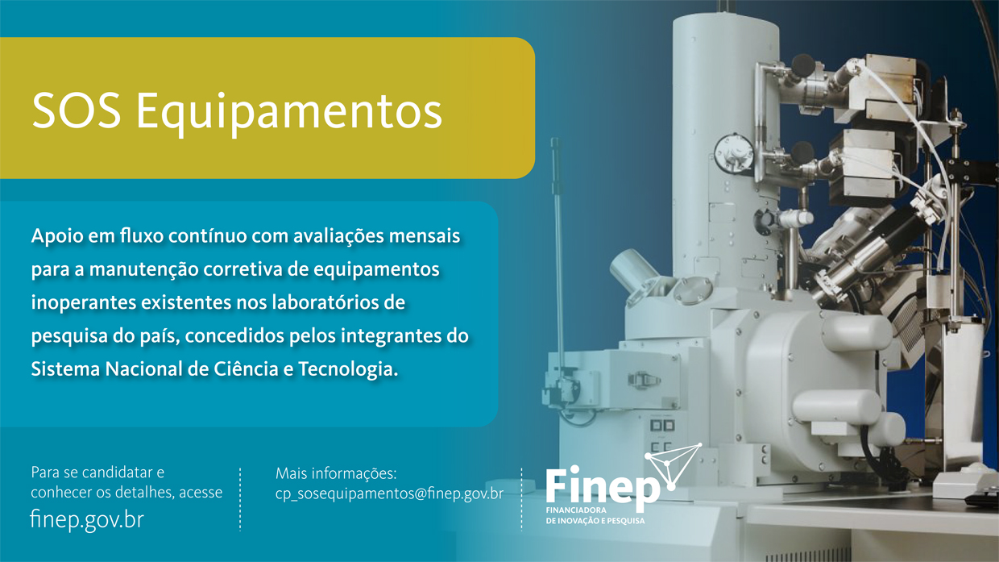 SOS Equipamentos
Apoio em fluxo contínuo com avaliações mensais
para a manutenção corretiva de equipamentos
inoperantes existentes nos laboratórios de
pesquisa do país, concedidos pelos integrantes do
Sistema Nacional de Ciência e Tecnologia.
Para se candidatar e
conhecer os detalhes, acesse
finep.gov.br
Mais informações:
cp_sosequipamentos@finep.gov.br
Finep
FINANCIADORA
DE INOVAÇÃO E PESQUISA